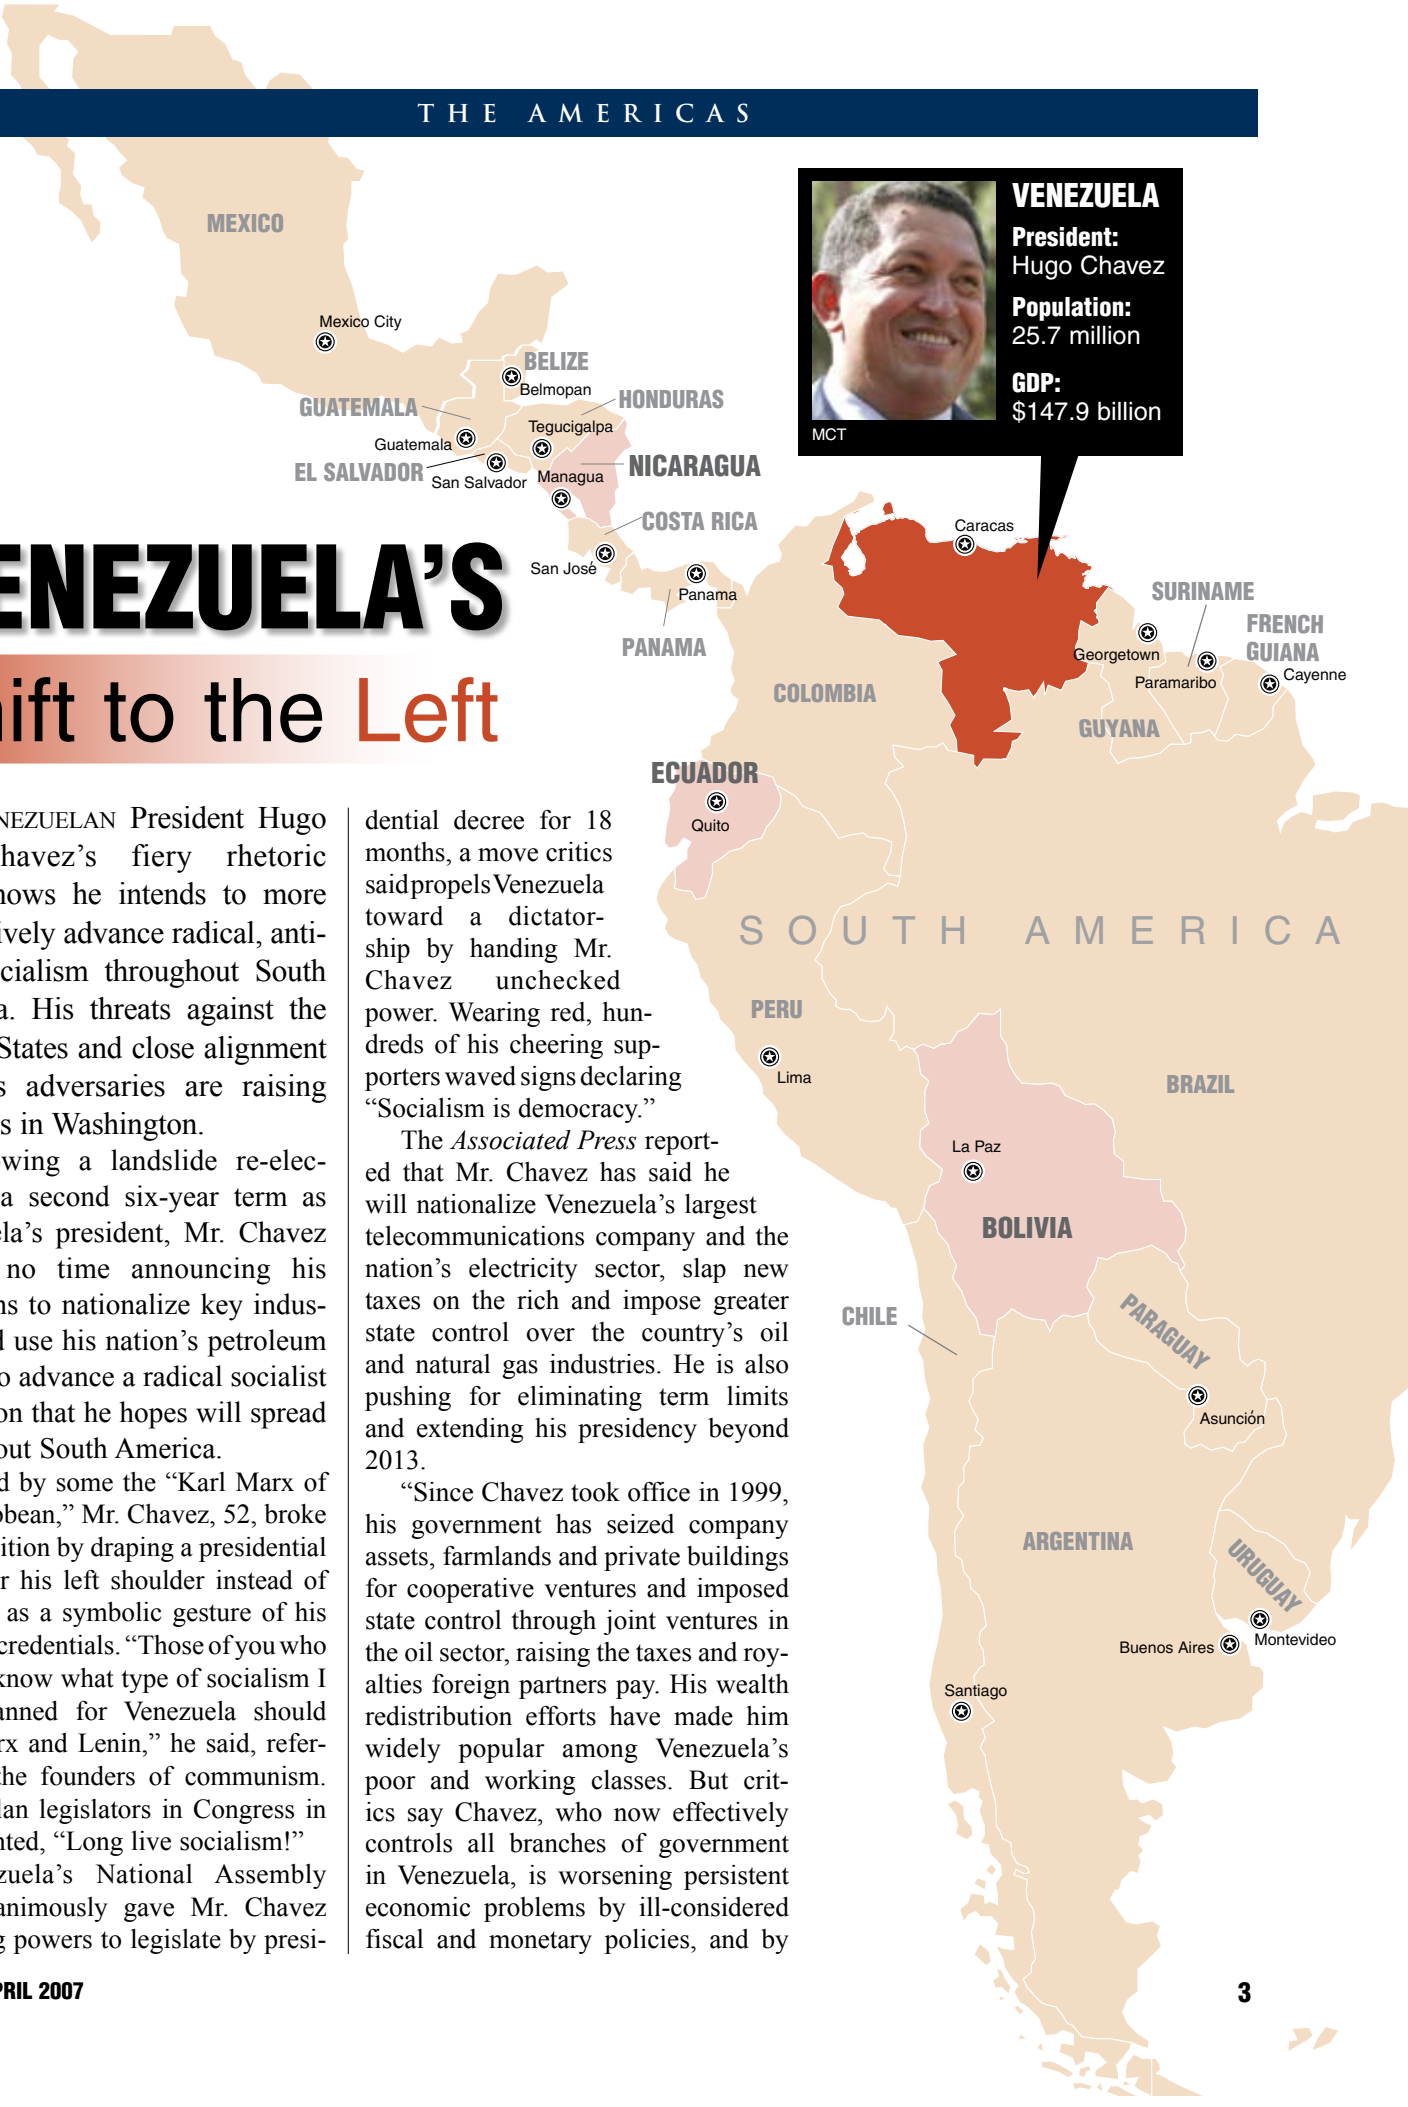 THE AMERICAS
VENEZUELA
President:
Hugo Chavez
Population:
25.7 million
GDP:
$147.9 billion
MCT
MEXICO
Mexico City
BELIZE
Belmopan
GUATEMALA
HONDURAS
Tegucigalpa
Guatemala
EL SALVADOR
San Salvador
Managua
NICARAGUA
COSTA RICA
San José
Panama
PANAMA
Caracas
SURINAME
FRENCH
GUIANA
Georgetown
Paramaribo
Cayenne
COLOMBIA
GUYANA
ECUADOR
Quito
SOUTH AMERICA
PERU
Lima
BRAZIL
La Paz
BOLIVIA
CHILE
PARAGUAY
Asunción
ARGENTINA
URUGUAY
Buenos Aires
Montevideo
Santiago
ENEZUELA’S
ift to the Left
NEZUELAN President Hugo
havez’s fiery rhetoric
hows he intends to more
ively advance radical, anti-
cialism throughout South
a. His threats against the
States and close alignment
s adversaries are raising
s in Washington.
owing a landslide re-elec-
a second six-year term as
ela’s president, Mr. Chavez
no time announcing his
ns to nationalize key indus-
d use his nation’s petroleum
o advance a radical socialist
on that he hopes will spread
out South America.
d by some the “Karl Marx of
bbean,” Mr. Chavez, 52, broke
ition by draping a presidential
r his left shoulder instead of
as a symbolic gesture of his
credentials. “Those of you who
know what type of socialism I
anned for Venezuela should
rx and Lenin,” he said, refer-
the founders of communism.
lan legislators in Congress in
nted, “Long live socialism!”
zuela’s National Assembly
animously gave Mr. Chavez
g powers to legislate by presi-
dential decree for 18
months, a move critics
said propels Venezuela
toward a dictator-
ship by handing Mr.
Chavez unchecked
power. Wearing red, hun-
dreds of his cheering sup-
porters waved signs declaring
“Socialism is democracy.”
The Associated Press report-
ed that Mr. Chavez has said he
will nationalize Venezuela’s largest
telecommunications company and the
nation’s electricity sector, slap new
taxes on the rich and impose greater
state control over the country’s oil
and natural gas industries. He is also
pushing for eliminating term limits
and extending his presidency beyond
2013.
“Since Chavez took office in 1999,
his government has seized company
assets, farmlands and private buildings
for cooperative ventures and imposed
state control through joint ventures in
the oil sector, raising the taxes and roy-
alties foreign partners pay. His wealth
redistribution efforts have made him
widely popular among Venezuela’s
poor and working classes. But crit-
ics say Chavez, who now effectively
controls all branches of government
in Venezuela, is worsening persistent
economic problems by ill-considered
fiscal and monetary policies, and by
PRIL 2007
3